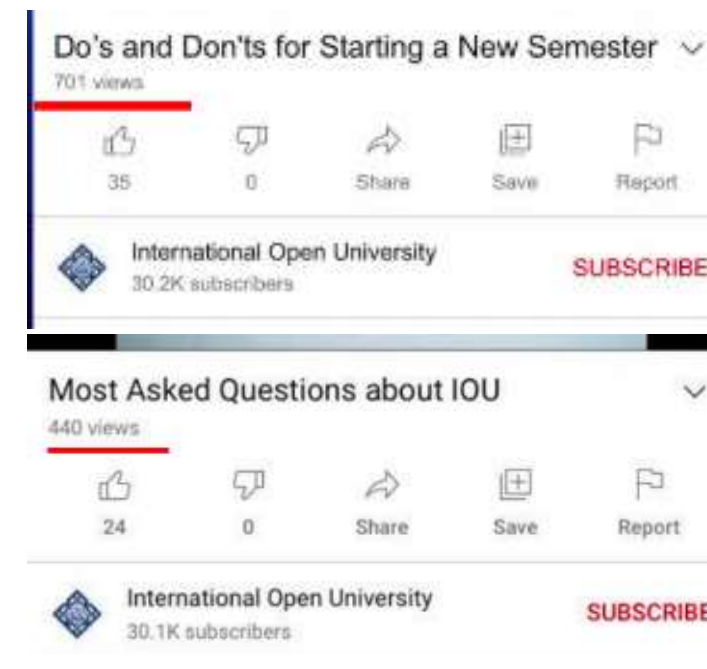 Do's and Don'ts for Starting a New Semester
701 views
35 0 Share Save Report
International Open University
30.2K subscribers
SUBSCRIBE
Most Asked Questions about IOU
440 views
24 0 Share Save Report
International Open University
30.1K subscribers
SUBSCRIBE